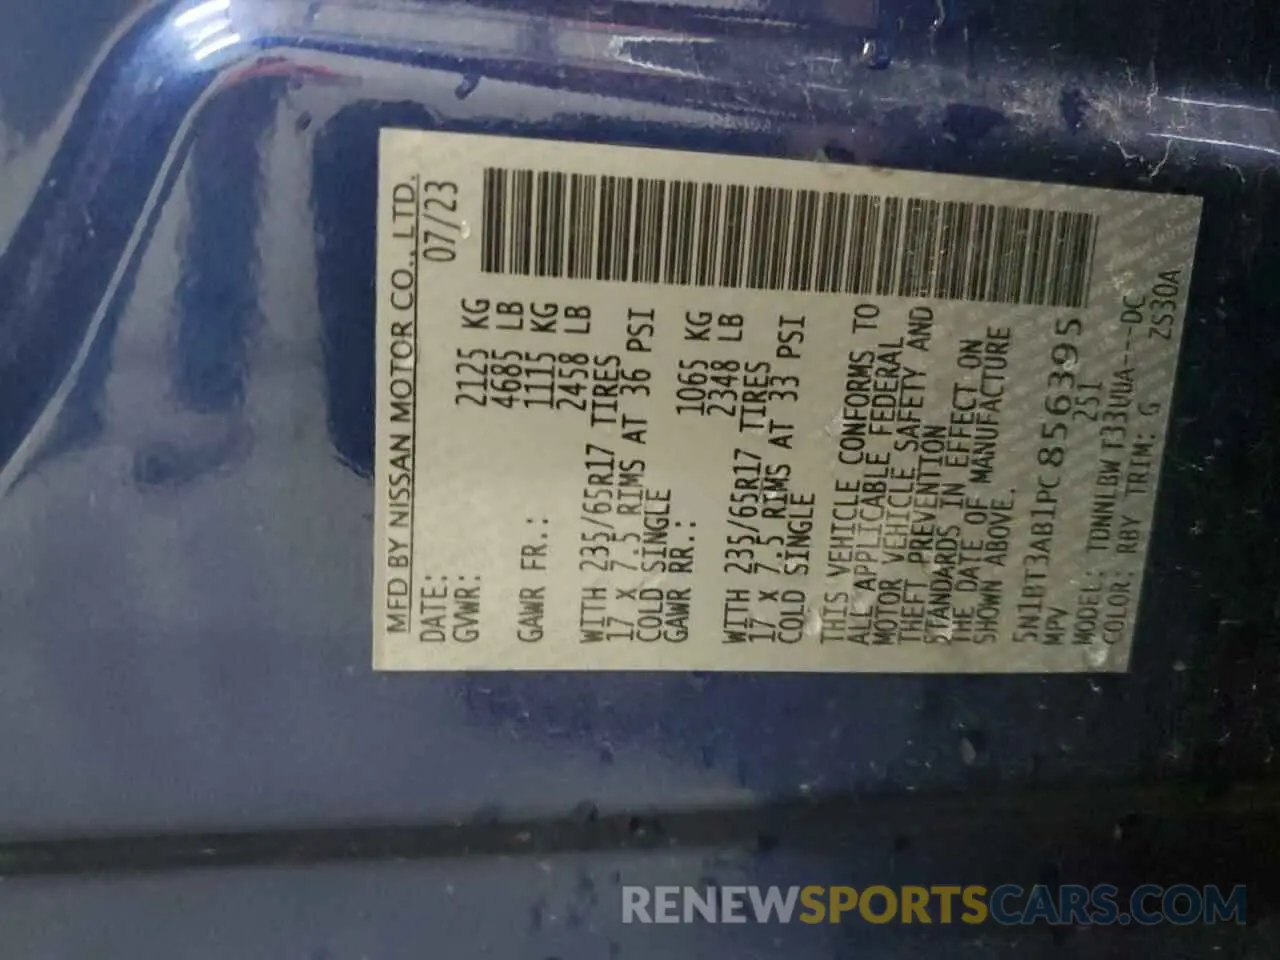 MFD BY NISSAN MOTOR CO., LTD.
DATE: 07/23
GVWR: 2125 KG
4685 LB
GAWR FR.: 1115 KG
2458 LB
WITH 235/65R17 TIRES
17 X 7.5 RIMS AT 36 PSI
COLD SINGLE
GAWR RR.: 1065 KG
2348 LB
WITH 235/65R17 TIRES
17 X 7.5 RIMS AT 33 PSI
COLD SINGLE
THIS VEHICLE CONFORMS TO
ALL APPLICABLE FEDERAL
MOTOR VEHICLE SAFETY AND
THEFT PREVENTION
STANDARDS IN EFFECT ON
THE DATE OF MANUFACTURE
SHOWN ABOVE.
5N1BT3AB1PC856395
MPV 251
MODEL: TDNNLBW T33UUA---DC
COLOR: RBY TRIM: G ZS30A
RENEWSPORTSCARS.COM